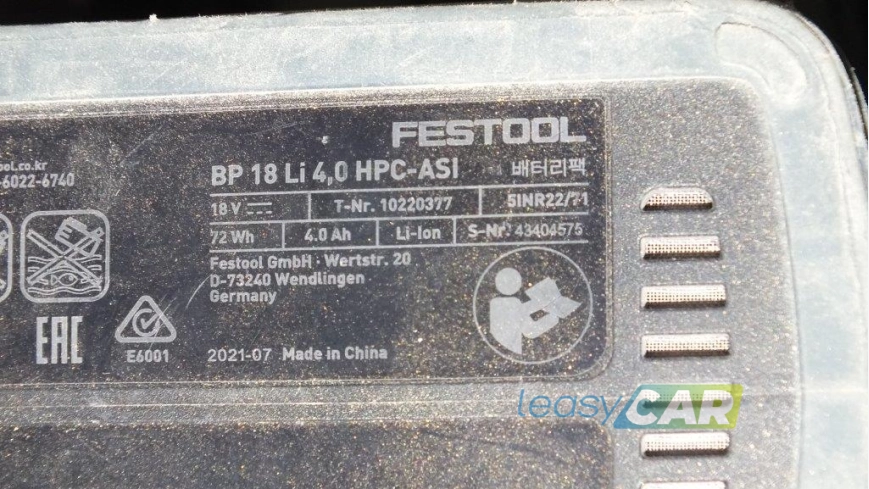 FESTOOL
ool.co.kr
-6022-6740
BP 18 Li 4,0 HPC-ASI 배터리팩
18 V T-Nr. 10220377 5INR22/71
72 Wh 4.0 Ah Li-Ion S-Nr. 43404575
Festool GmbH · Wertstr. 20
D-73240 Wendlingen
Germany
EAC
E6001
2021-07 Made in China
leasyCAR